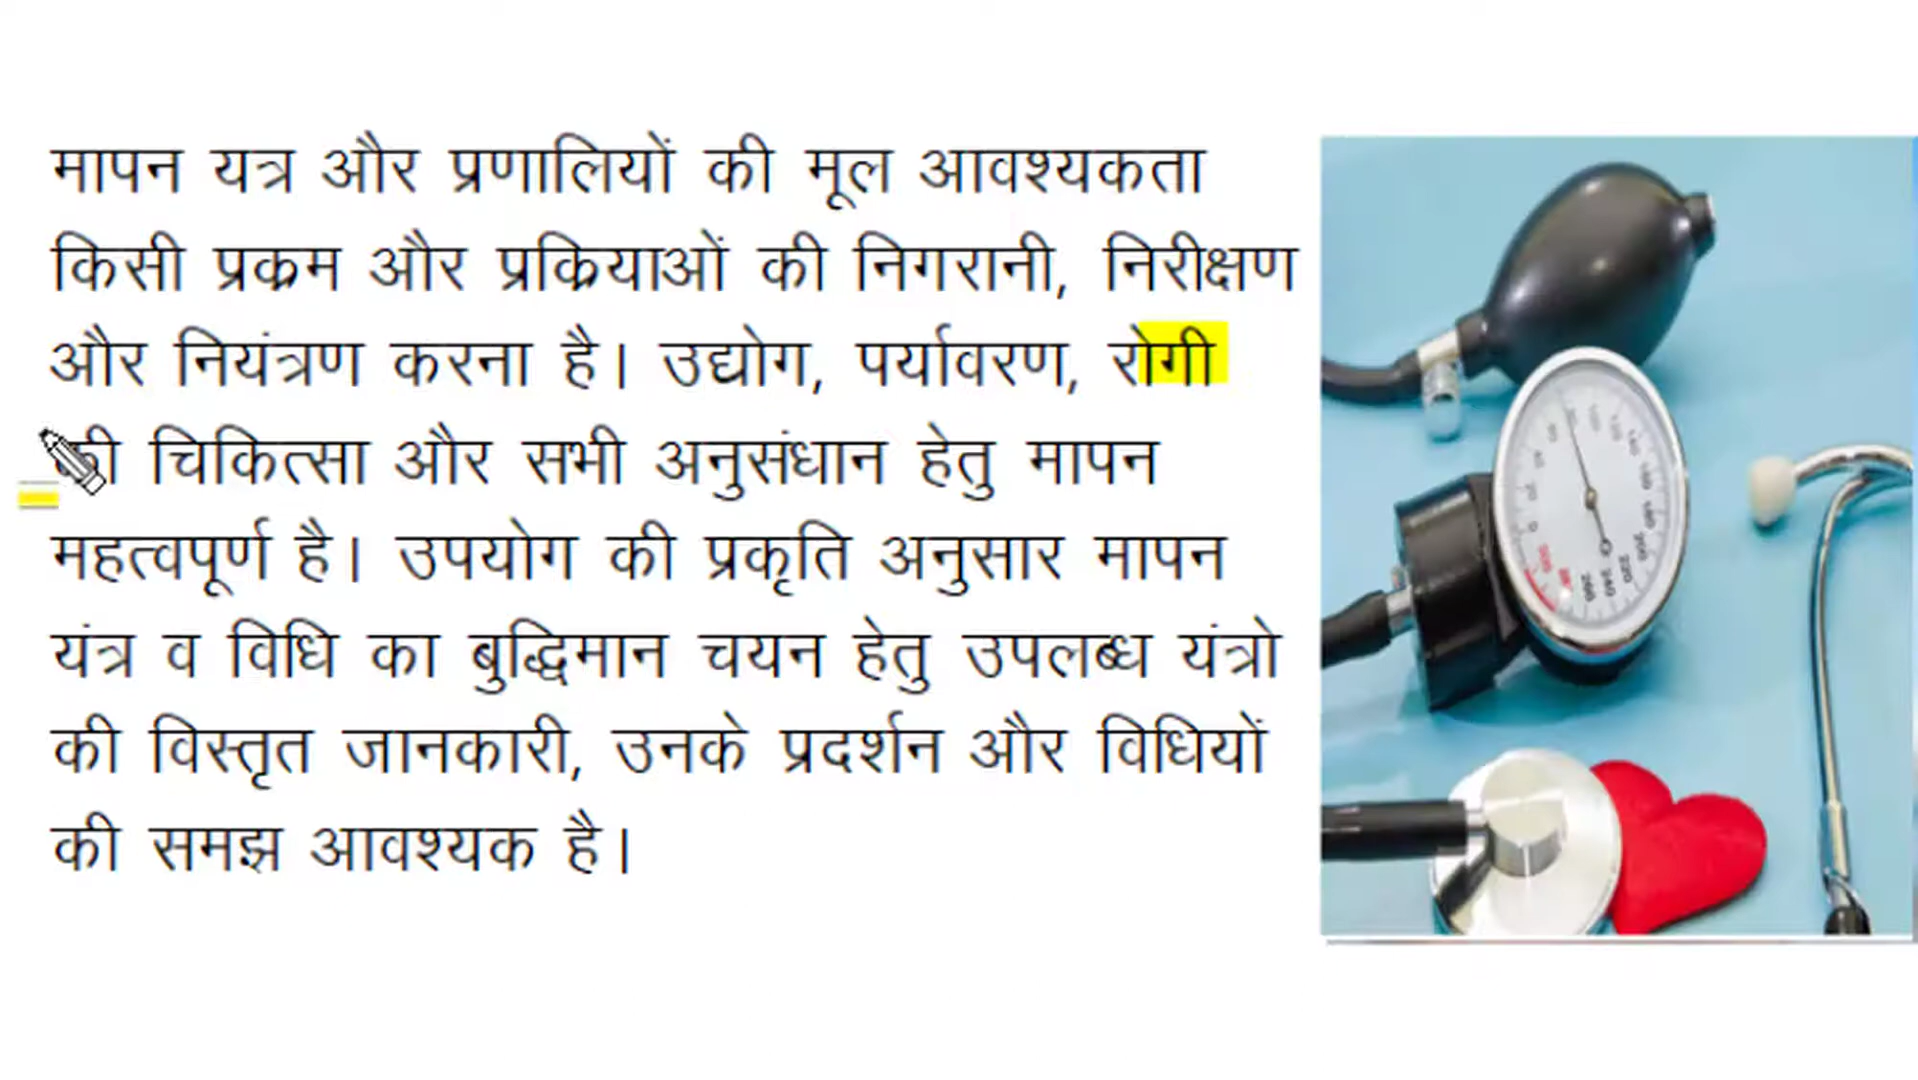 मापन यत्र और प्रणालियों की मूल आवश्यकता
किसी प्रक्रम और प्रक्रियाओं की निगरानी, निरीक्षण
और नियंत्रण करना है। उद्योग, पर्यावरण, रोगी
की चिकित्सा और सभी अनुसंधान हेतु मापन
महत्वपूर्ण है। उपयोग की प्रकृति अनुसार मापन
यंत्र व विधि का बुद्धिमान चयन हेतु उपलब्ध यंत्रो
की विस्तृत जानकारी, उनके प्रदर्शन और विधियों
की समझ आवश्यक है।